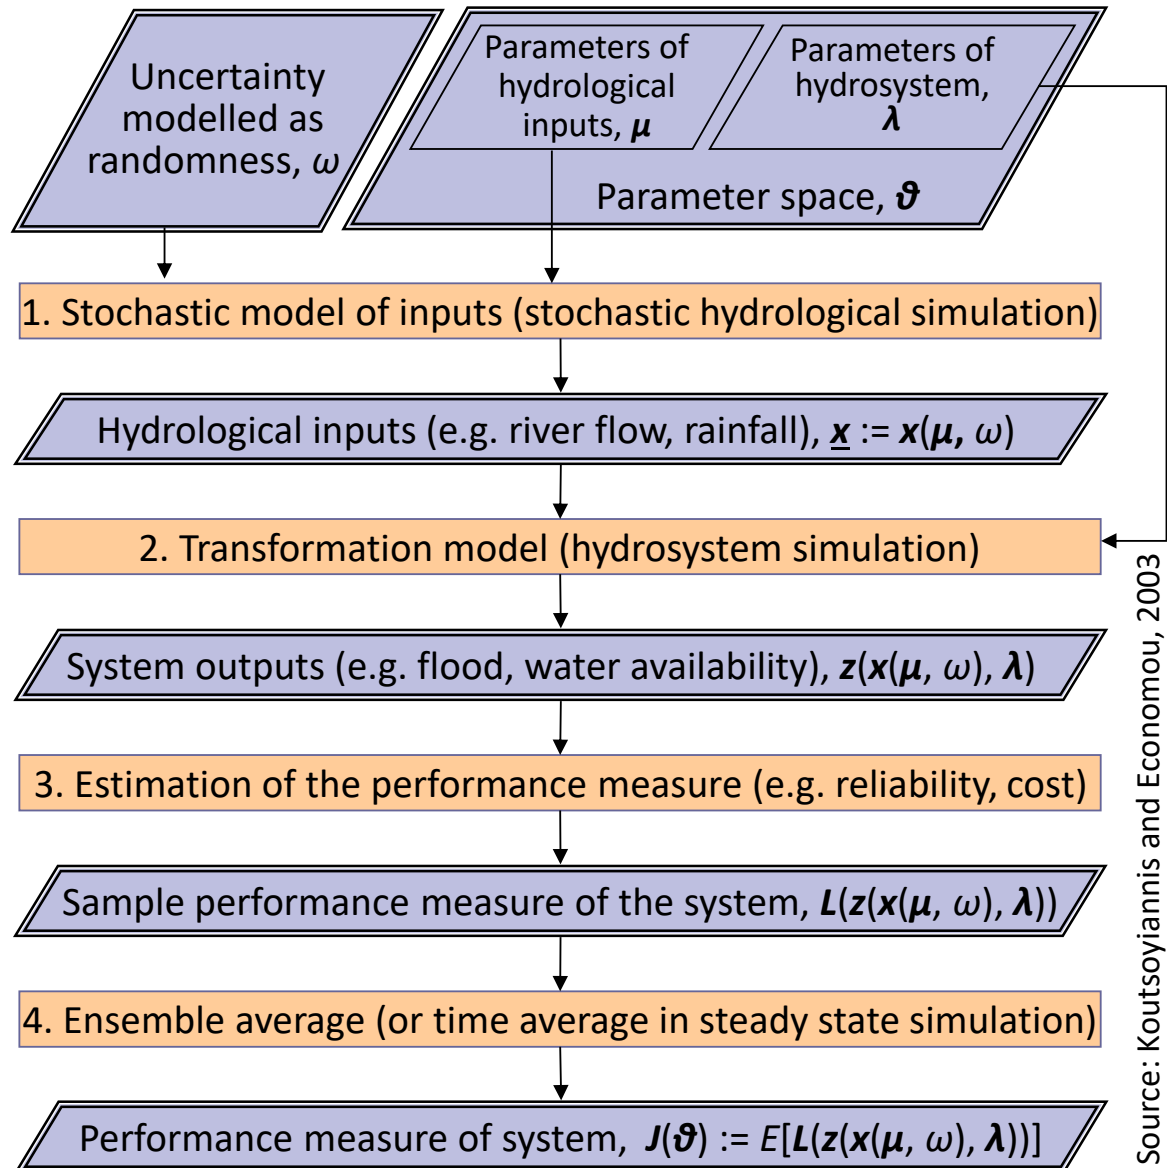 Uncertainty
modelled as
randomness, ω
Parameters of
hydrological
inputs, μ
Parameters of
hydrosystem,
λ
Parameter space, ϑ
1. Stochastic model of inputs (stochastic hydrological simulation)
Hydrological inputs (e.g. river flow, rainfall), x := x(μ, ω)
2. Transformation model (hydrosystem simulation)
System outputs (e.g. flood, water availability), z(x(μ, ω), λ)
3. Estimation of the performance measure (e.g. reliability, cost)
Sample performance measure of the system, L(z(x(μ, ω), λ))
4. Ensemble average (or time average in steady state simulation)
Performance measure of system, J(ϑ) := E[L(z(x(μ, ω), λ))]
Source: Koutsoyiannis and Economou, 2003